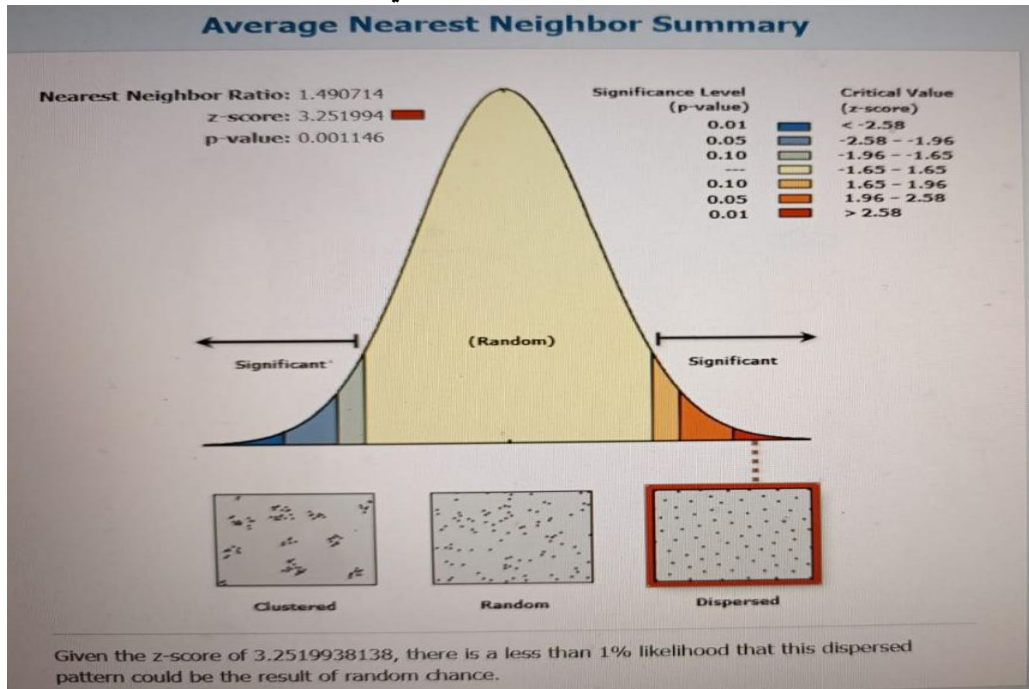 Average Nearest Neighbor Summary
Nearest Neighbor Ratio: 1.490714
z-score: 3.251994
p-value: 0.001146
Significance Level
(p-value)
Critical Value
(z-score)
0.01 < -2.58
0.05 -2.58 - -1.96
0.10 -1.96 - -1.65
--- -1.65 - 1.65
0.10 1.65 - 1.96
0.05 1.96 - 2.58
0.01 > 2.58
(Random)
Significant
Significant
Clustered
Random
Dispersed
Given the z-score of 3.2519938138, there is a less than 1% likelihood that this dispersed
pattern could be the result of random chance.